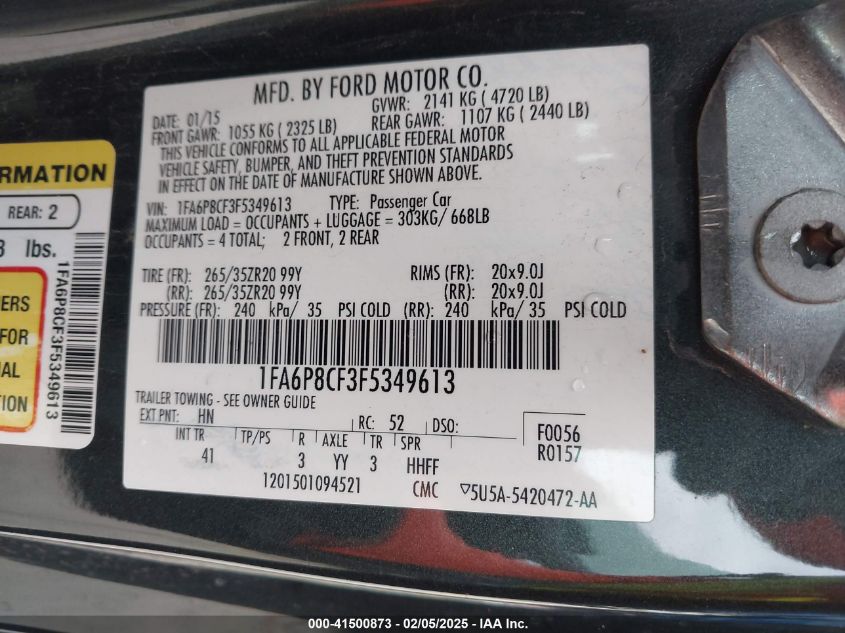 MFD. BY FORD MOTOR CO.
DATE: 01/15 GVWR: 2141 KG ( 4720 LB)
FRONT GAWR: 1055 KG ( 2325 LB) REAR GAWR: 1107 KG ( 2440 LB)
THIS VEHICLE CONFORMS TO ALL APPLICABLE FEDERAL MOTOR
VEHICLE SAFETY, BUMPER, AND THEFT PREVENTION STANDARDS
IN EFFECT ON THE DATE OF MANUFACTURE SHOWN ABOVE.
VIN: 1FA6P8CF3F5349613 TYPE: Passenger Car
MAXIMUM LOAD = OCCUPANTS + LUGGAGE = 303KG/ 668LB
OCCUPANTS = 4 TOTAL; 2 FRONT, 2 REAR
TIRE (FR): 265/35ZR20 99Y RIMS (FR): 20x9.0J
(RR): 265/35ZR20 99Y (RR): 20x9.0J
PRESSURE (FR): 240 kPa/ 35 PSI COLD (RR): 240 kPa/ 35 PSI COLD
1FA6P8CF3F5349613
TRAILER TOWING - SEE OWNER GUIDE
EXT PNT: HN RC: 52 DSO: F0056
R0157
INT TR TP/PS R AXLE TR SPR
41 3 YY 3 HHFF
1201501094521 CMC ▽5U5A-5420472-AA
RMATION
REAR: 2
lbs.
1FA6P8CF3F5349613
ERS
FOR
AL
TION
000-41500873 — 02/05/2025 — IAA Inc.